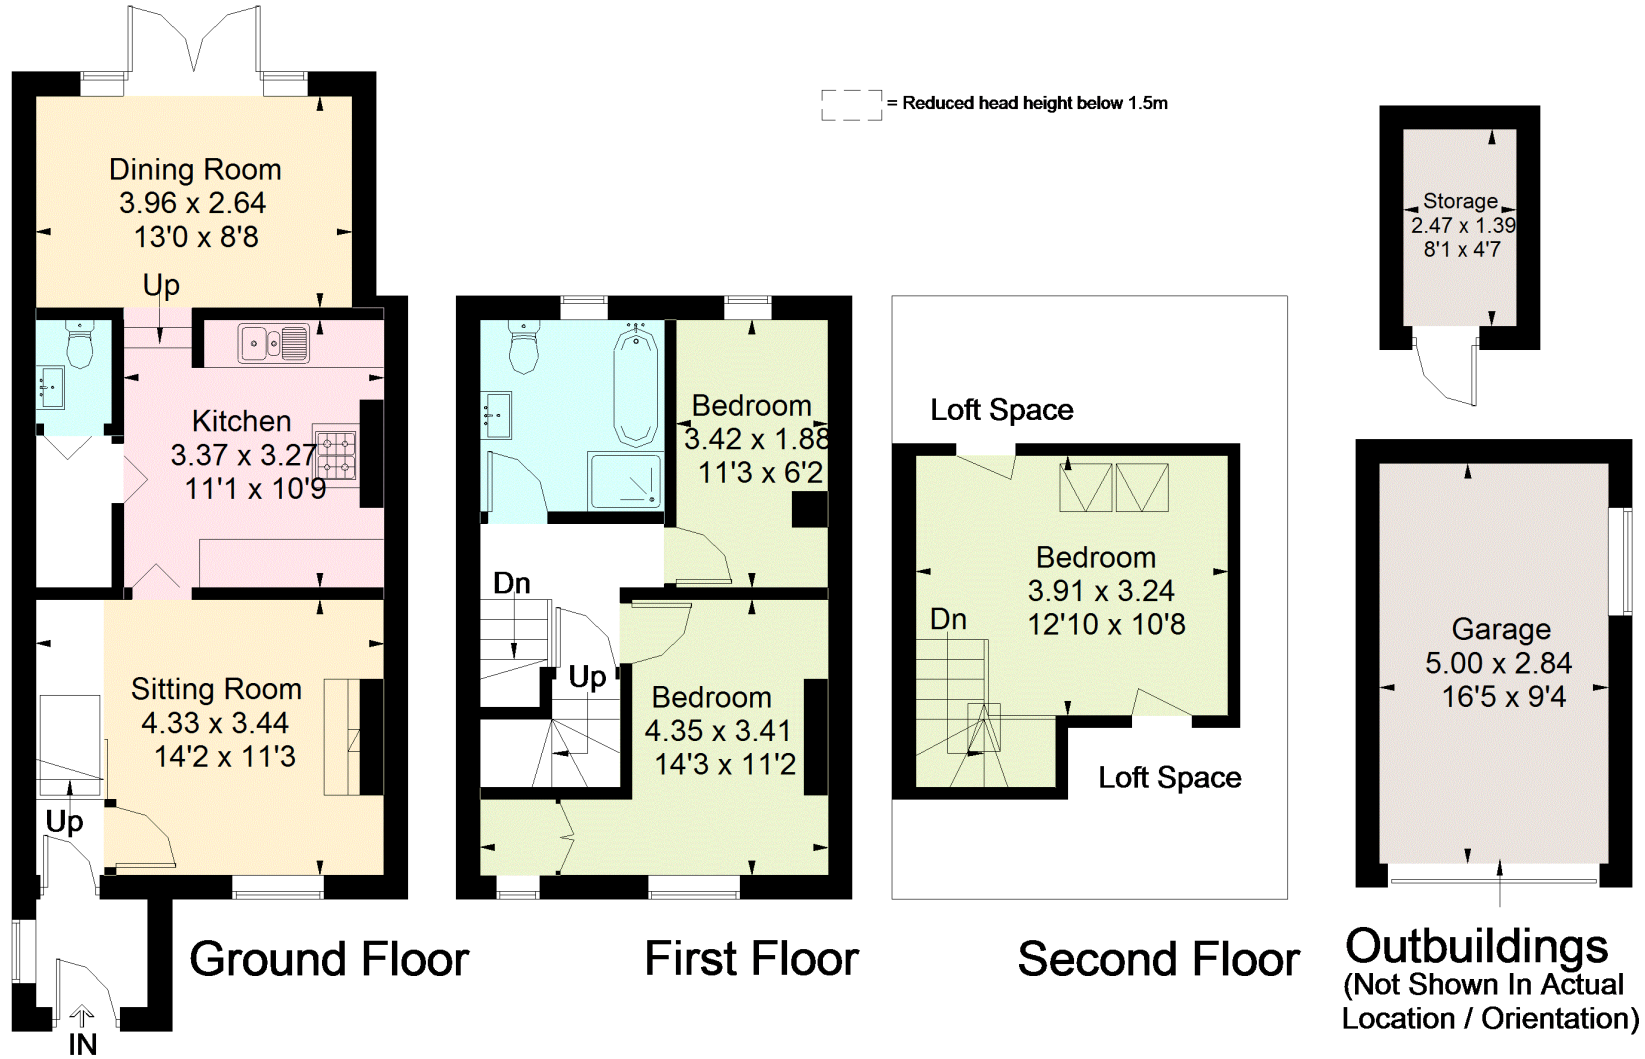 = Reduced head height below 1.5m
Dining Room
3.96 x 2.64
13'0 x 8'8
Up
Kitchen
3.37 x 3.27
11'1 x 10'9
Sitting Room
4.33 x 3.44
14'2 x 11'3
Up
IN
Ground Floor
Bedroom
3.42 x 1.88
11'3 x 6'2
Dn
Up
Bedroom
4.35 x 3.41
14'3 x 11'2
First Floor
Loft Space
Bedroom
3.91 x 3.24
12'10 x 10'8
Dn
Loft Space
Second Floor
Storage
2.47 x 1.39
8'1 x 4'7
Garage
5.00 x 2.84
16'5 x 9'4
Outbuildings
(Not Shown In Actual
Location / Orientation)